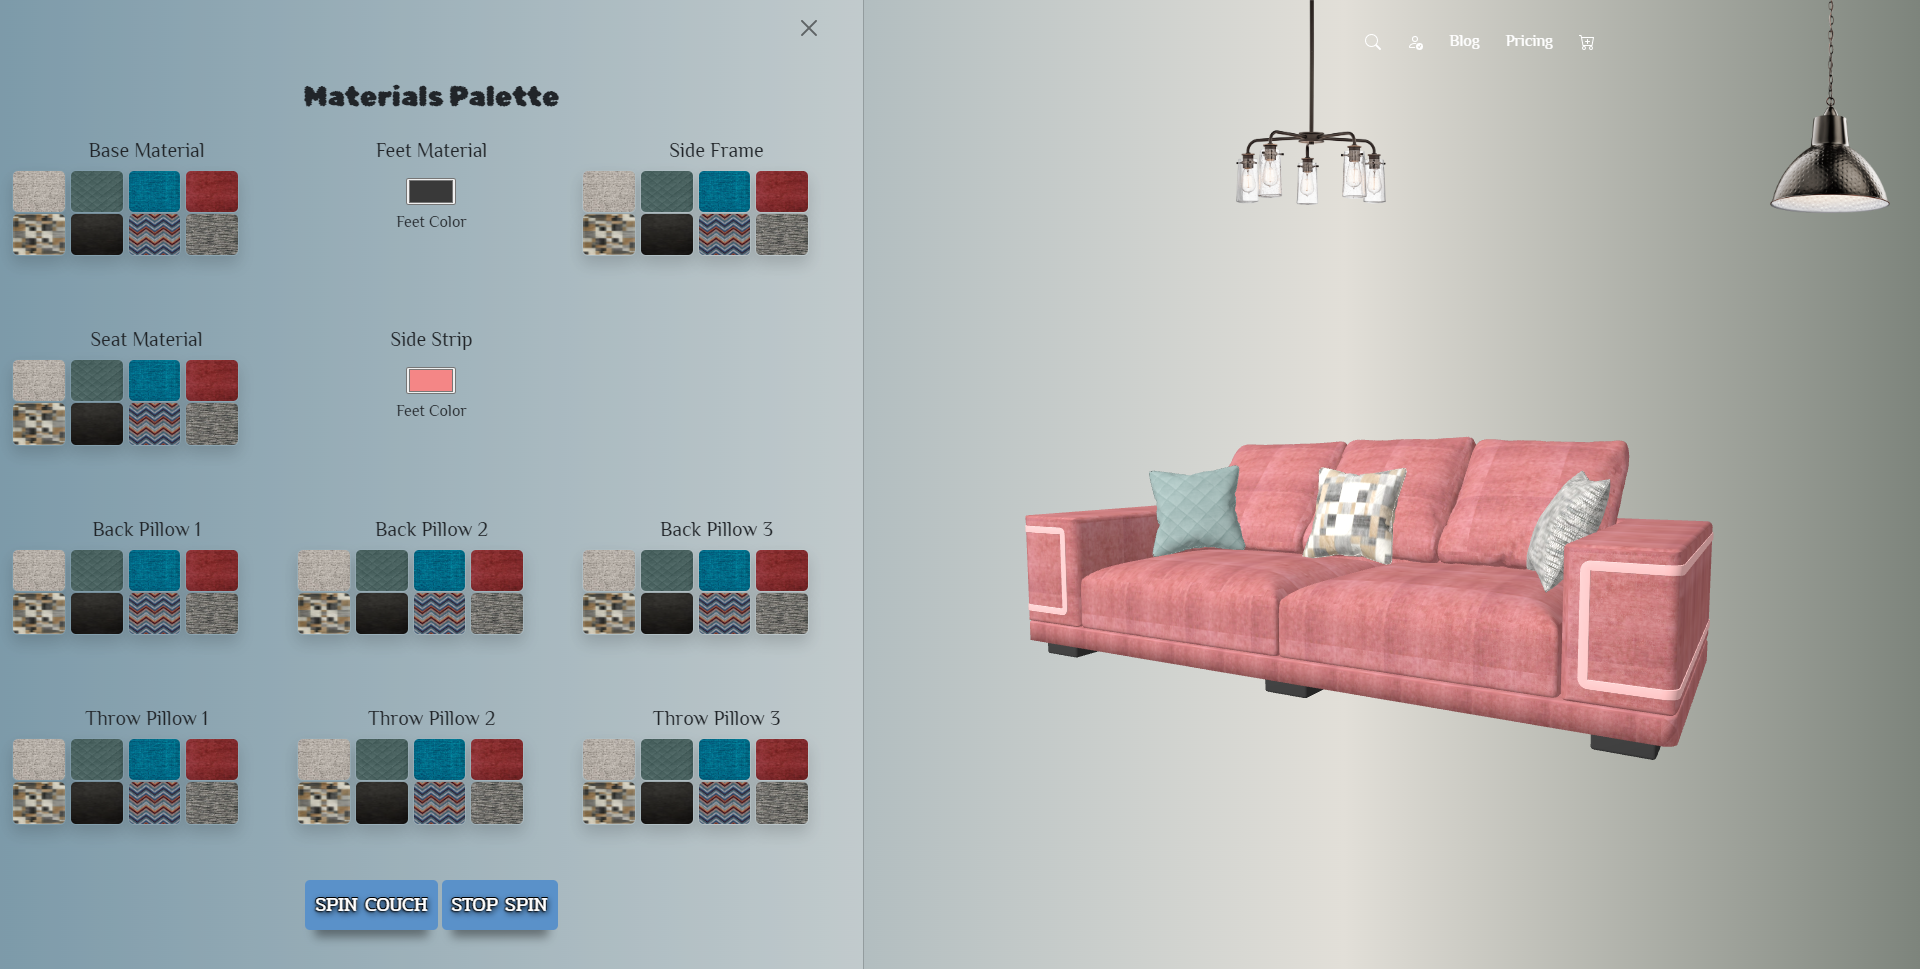 Blog Pricing
Materials Palette
Base Material
Feet Material
Side Frame
Feet Color
Seat Material
Side Strip
Feet Color
Back Pillow 1
Back Pillow 2
Back Pillow 3
Throw Pillow 1
Throw Pillow 2
Throw Pillow 3
SPIN COUCH
STOP SPIN